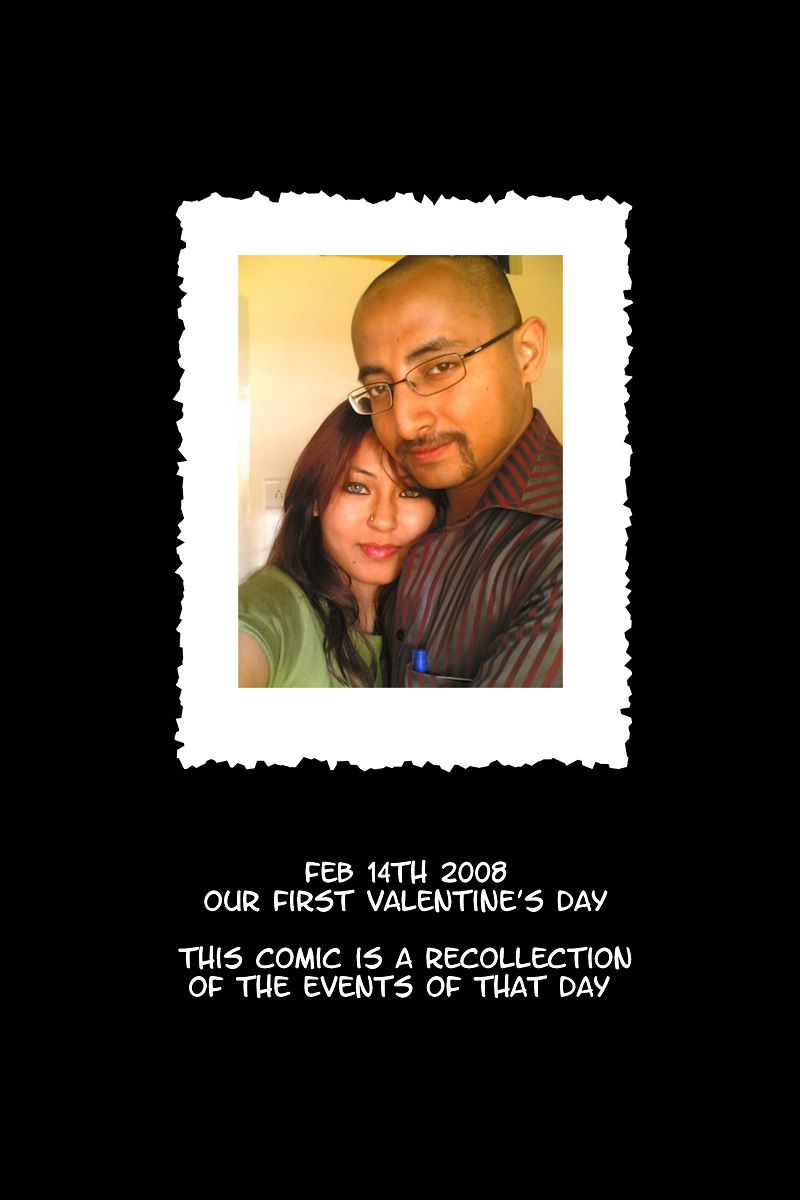 FEB 14TH 2008
OUR FIRST VALENTINE'S DAY
THIS COMIC IS A RECOLLECTION
OF THE EVENTS OF THAT DAY